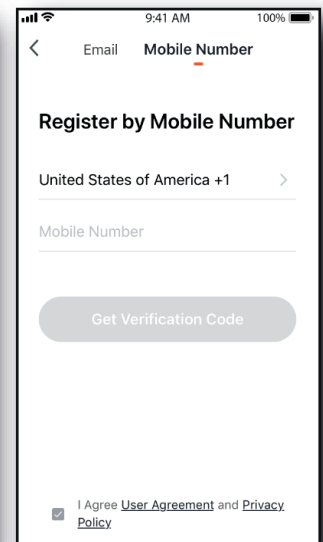 9:41 AM 100%
Email Mobile Number
Register by Mobile Number
United States of America +1
Mobile Number
Get Verification Code
I Agree User Agreement and Privacy
Policy